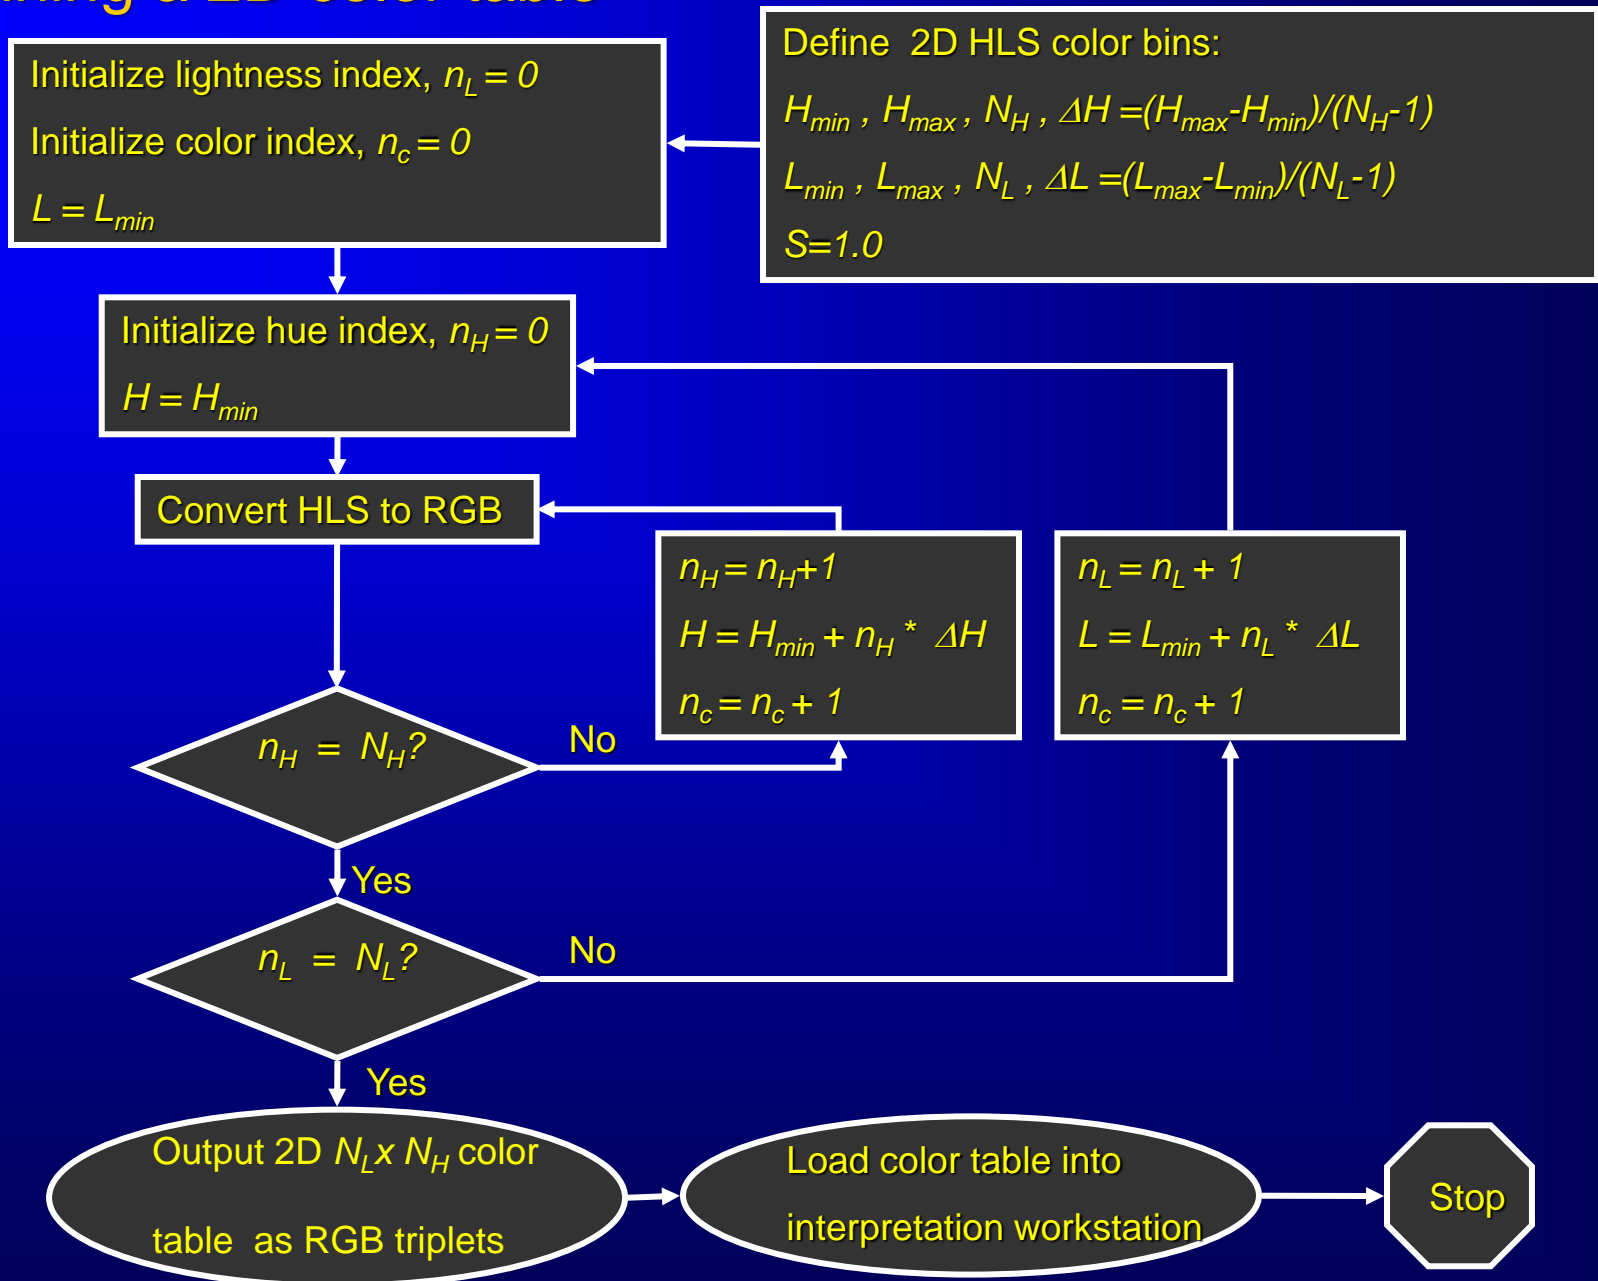 a 2D color table
Define 2D HLS color bins:
H_min , H_max , N_H , ΔH =(H_max-H_min)/(N_H-1)
L_min , L_max , N_L , ΔL =(L_max-L_min)/(N_L-1)
S=1.0
Initialize lightness index, n_L = 0
Initialize color index, n_c = 0
L = L_min
Initialize hue index, n_H = 0
H = H_min
Convert HLS to RGB
n_H = n_H+1
H = H_min + n_H * ΔH
n_c = n_c + 1
n_L = n_L + 1
L = L_min + n_L * ΔL
n_c = n_c + 1
n_H = N_H?
No
Yes
n_L = N_L?
No
Yes
Output 2D N_L x N_H color
table as RGB triplets
Load color table into
interpretation workstation
Stop